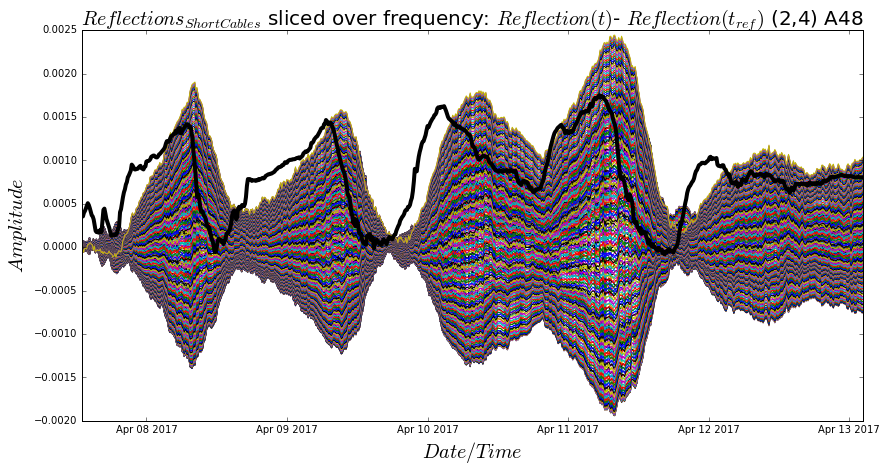 Reflections_ShortCables sliced over frequency: Reflection(t)- Reflection(t_ref) (2,4) A48
0.0025
0.0020
0.0015
0.0010
0.0005
0.0000
−0.0005
−0.0010
−0.0015
−0.0020
Amplitude
Apr 08 2017 Apr 09 2017 Apr 10 2017 Apr 11 2017 Apr 12 2017 Apr 13 2017
Date/Time